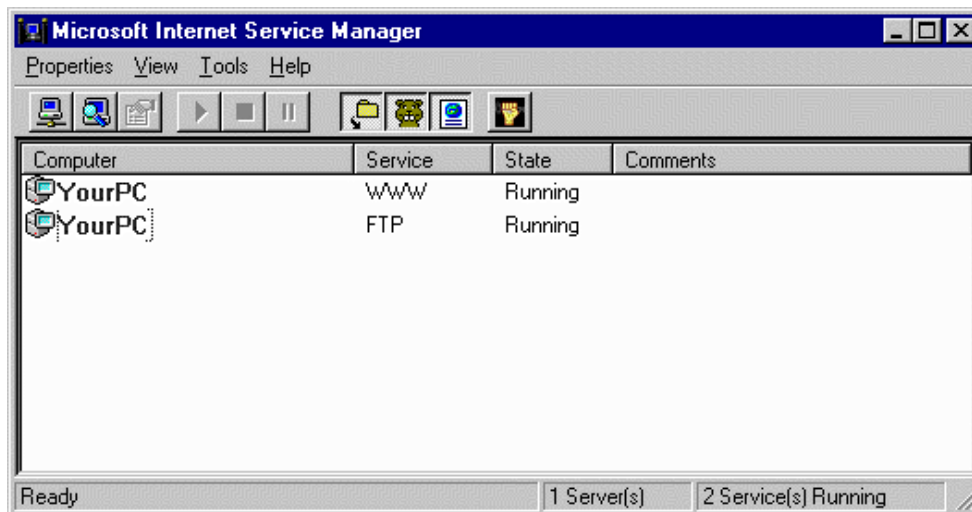 Microsoft Internet Service Manager
Properties View Tools Help
Computer Service State Comments
YourPC WWW Running
YourPC FTP Running
Ready 1 Server(s) 2 Service(s) Running